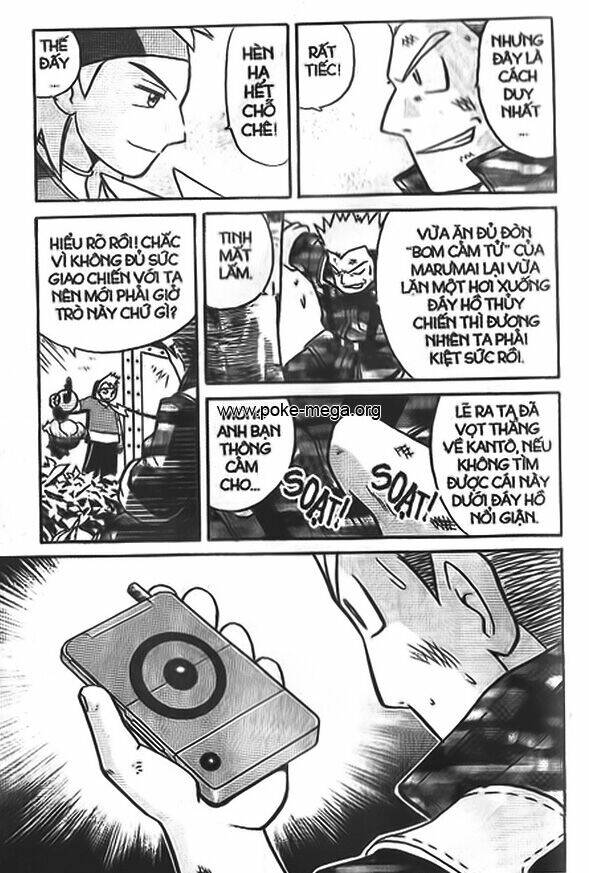 NHƯNG
ĐÂY LÀ
CÁCH
DUY
NHẤT
...
RẤT
TIẾC!
HÈN
HẠ
HẾT
CHỖ
CHÊ!
THẾ
ĐẤY
...
VỪA ĂN ĐỦ ĐÒN
"BOM CẢM TỬ" CỦA
MARUMAI LẠI VỪA
LẶN MỘT HƠI XUỐNG
ĐÁY HỒ THỦY
CHIẾN THÌ ĐƯƠNG
NHIÊN TA PHẢI
KIỆT SỨC RỒI.
TINH
MẮT
LẮM.
HIỂU RÕ RỒI!! CHẮC
VÌ KHÔNG ĐỦ SỨC
GIAO CHIẾN VỚI TA
NÊN MỚI PHẢI GIỞ
TRÒ NÀY CHỨ GÌ?
LẼ RA TA ĐÃ
VỌT THẲNG
VỀ KANTÔ, NẾU
KHÔNG TÌM
ĐƯỢC CÁI NÀY
DƯỚI ĐÁY HỒ
NỔI GIẬN.
www.poke-mega.org
ANH BẠN
THÔNG
CẢM
CHO...
SOẠT!
SOẠT!